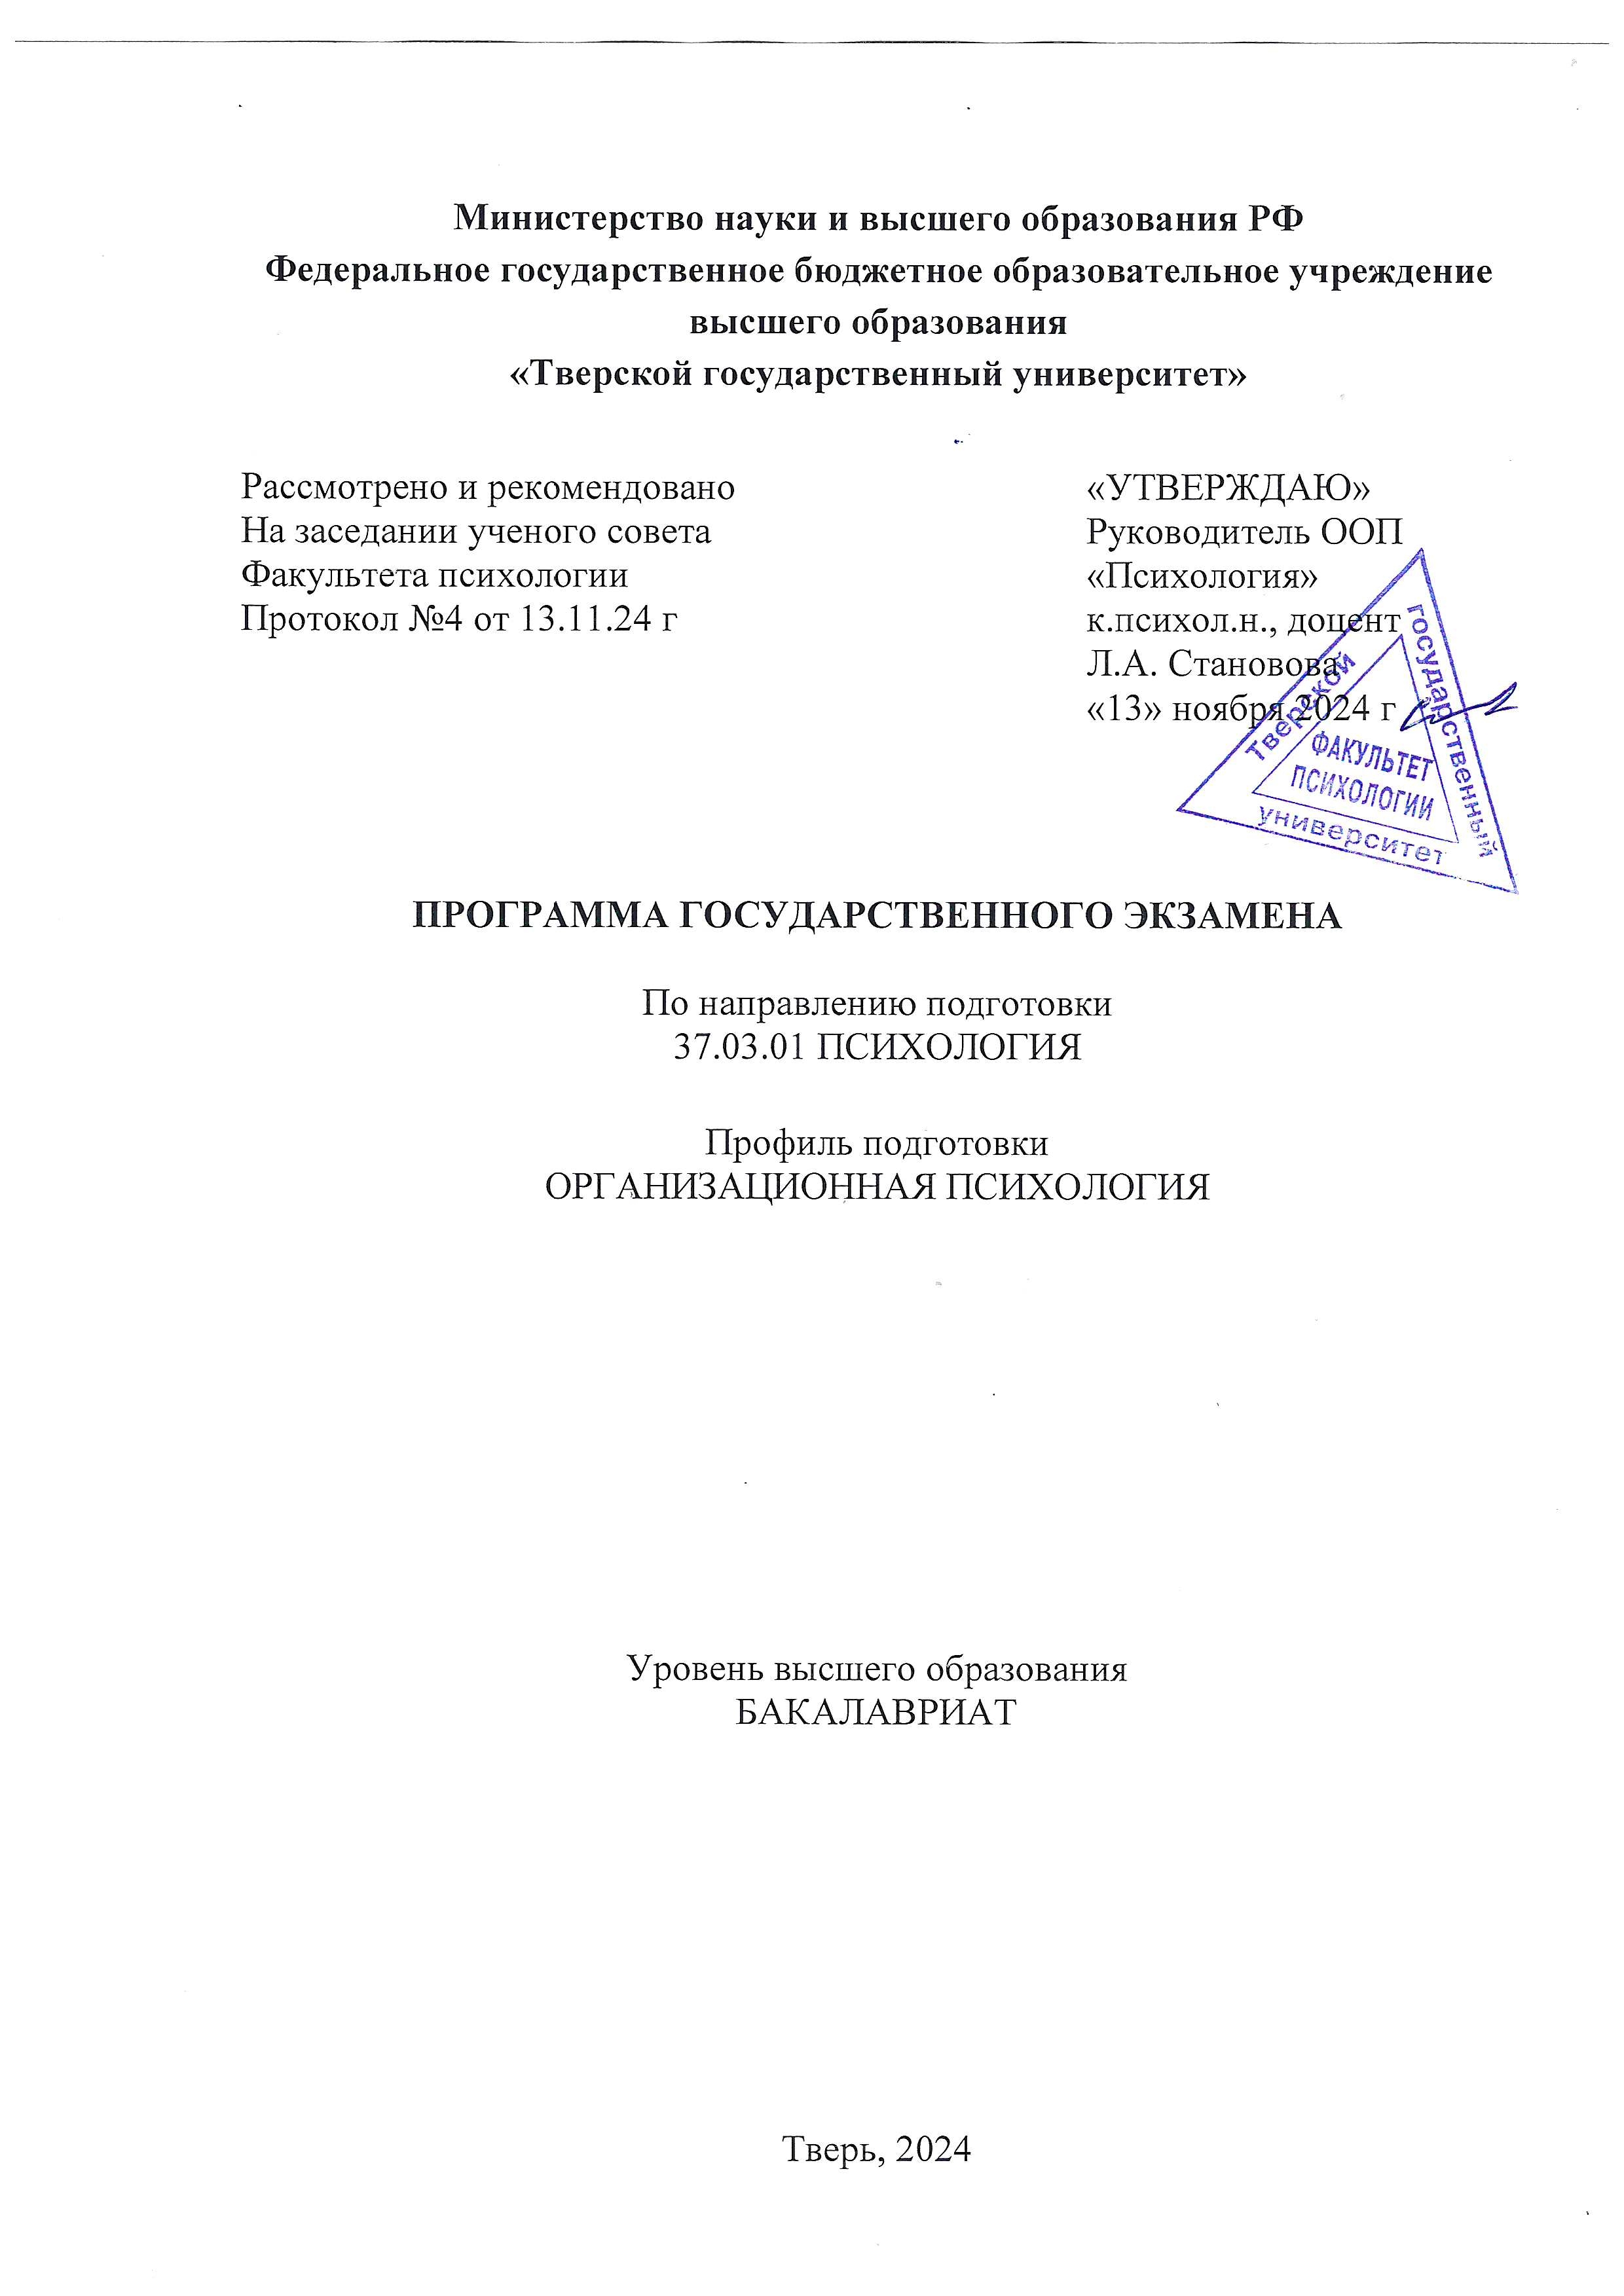 Министерство науки и высшего образования РФ
Федеральное государственное бюджетное образовательное учреждение
высшего образования
«Тверской государственный университет»
Рассмотрено и рекомендовано
На заседании ученого совета
Факультета психологии
Протокол №4 от 13.11.24 г
«УТВЕРЖДАЮ»
Руководитель ООП
«Психология»
к.психол.н., доцент
Л.А. Становова
«13» ноября 2024 г
Тверской
государственный
университет
ФАКУЛЬТЕТ
ПСИХОЛОГИИ
ПРОГРАММА ГОСУДАРСТВЕННОГО ЭКЗАМЕНА
По направлению подготовки
37.03.01 ПСИХОЛОГИЯ
Профиль подготовки
ОРГАНИЗАЦИОННАЯ ПСИХОЛОГИЯ
Уровень высшего образования
БАКАЛАВРИАТ
Тверь, 2024